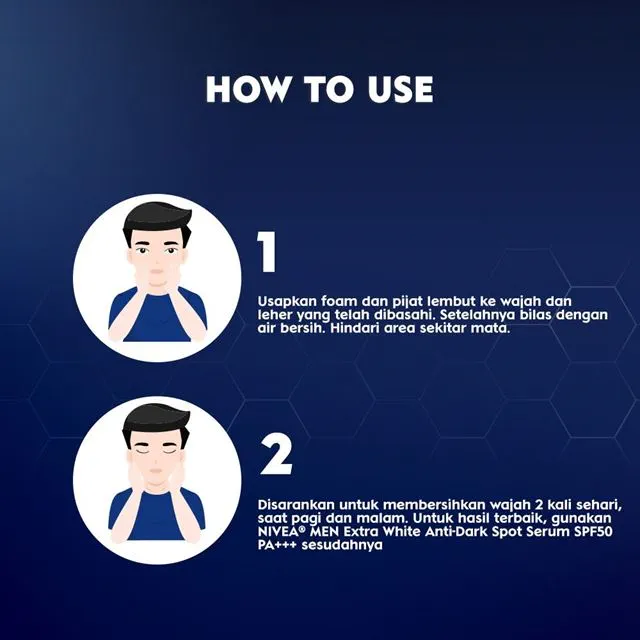 HOW TO USE
1
Usapkan foam dan pijat lembut ke wajah dan
leher yang telah dibasahi. Setelahnya bilas dengan
air bersih. Hindari area sekitar mata.
2
Disarankan untuk membersihkan wajah 2 kali sehari,
saat pagi dan malam. Untuk hasil terbaik, gunakan
NIVEA® MEN Extra White Anti-Dark Spot Serum SPF50
PA+++ sesudahnya